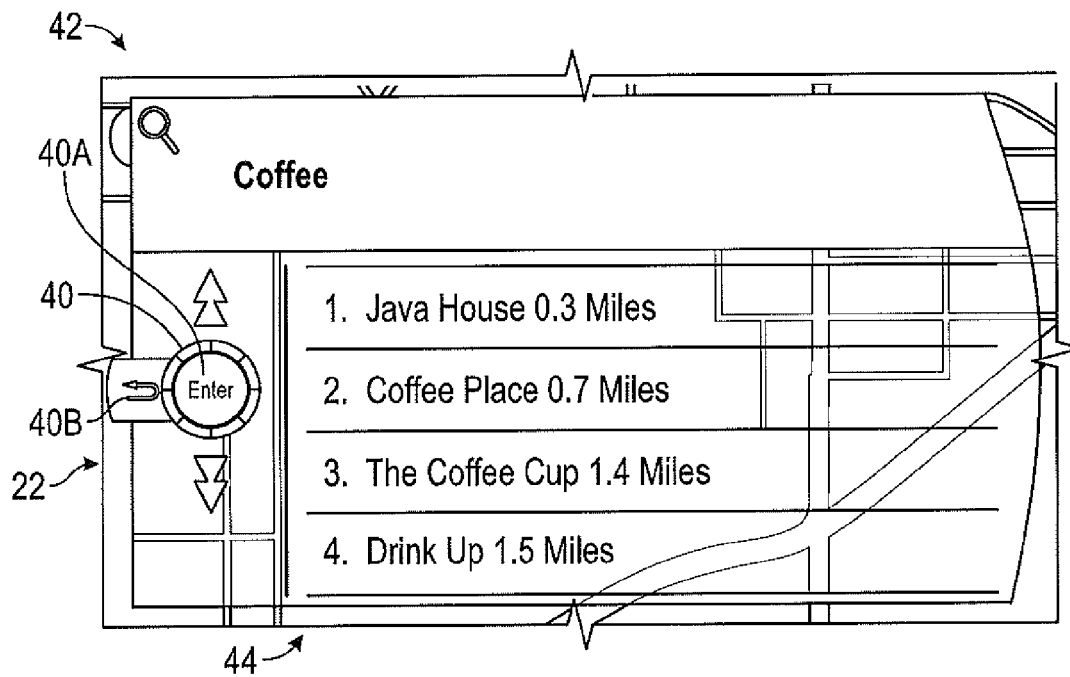 42
40A
Coffee
40
1. Java House 0.3 Miles
Enter
2. Coffee Place 0.7 Miles
40B
22
3. The Coffee Cup 1.4 Miles
4. Drink Up 1.5 Miles
44